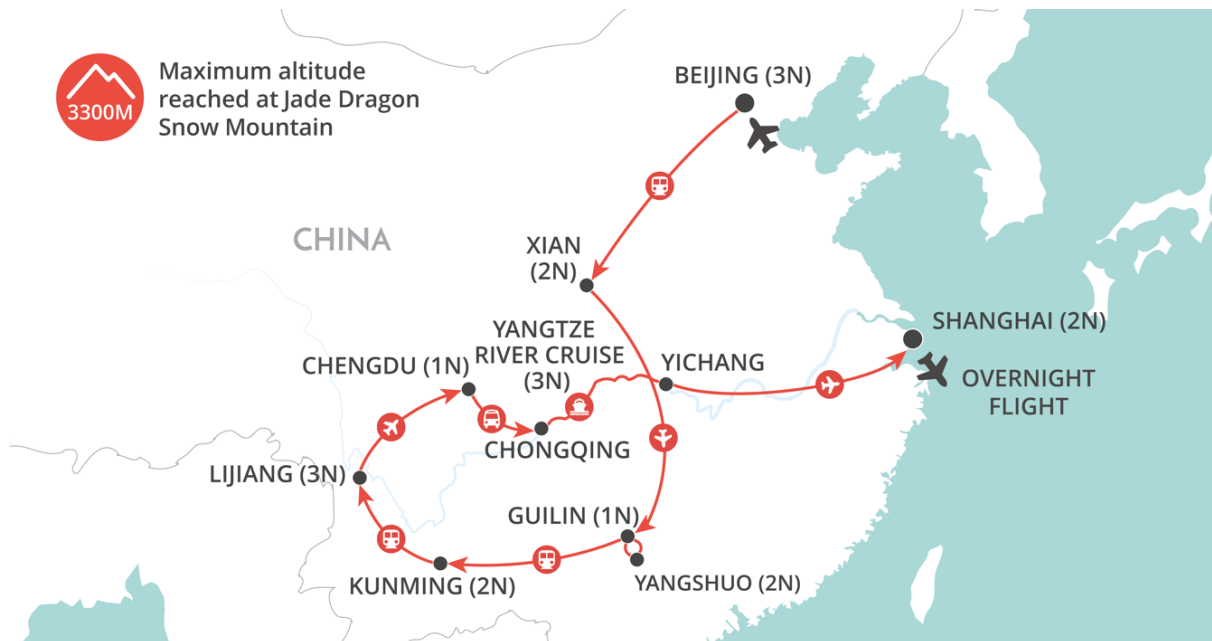 3300M
Maximum altitude
reached at Jade Dragon
Snow Mountain
BEIJING (3N)
CHINA
XIAN
(2N)
YANGTZE
RIVER CRUISE
(3N)
SHANGHAI (2N)
OVERNIGHT
FLIGHT
CHENGDU (1N)
YICHANG
CHONGQING
LIJIANG (3N)
GUILIN (1N)
KUNMING (2N)
YANGSHUO (2N)